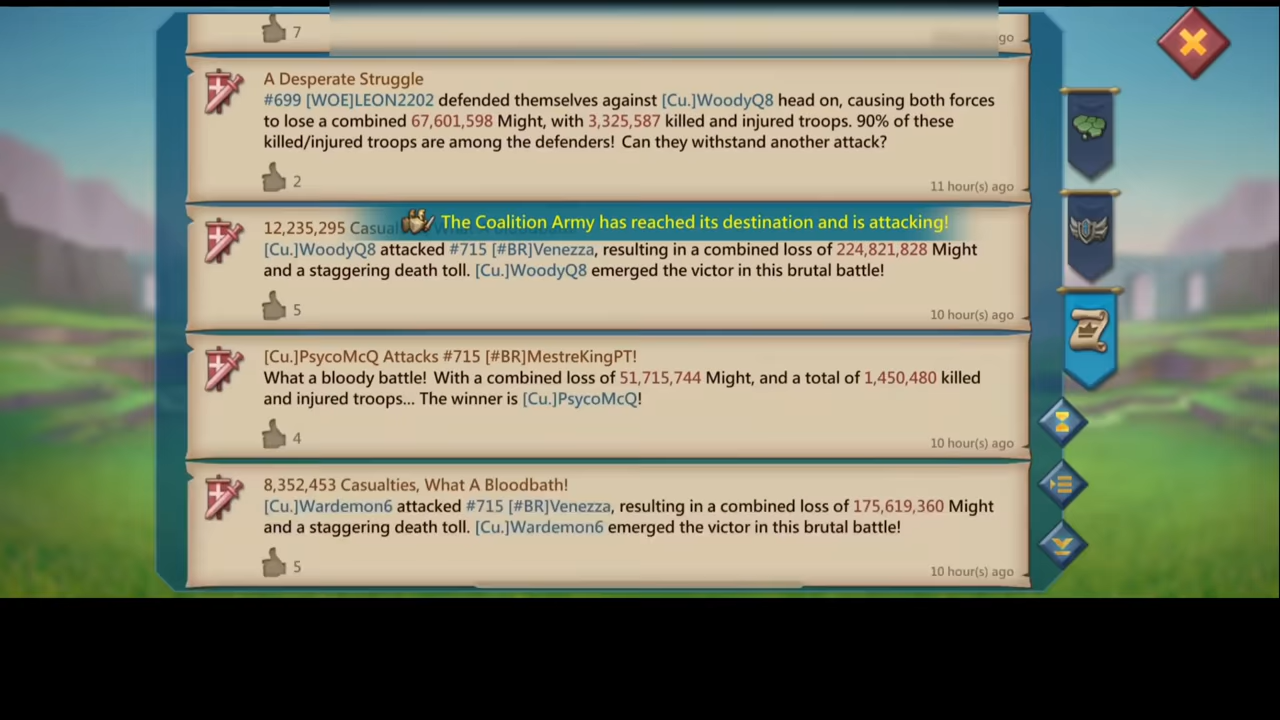 7
go
A Desperate Struggle
#699 [WOE]LEON2202 defended themselves against [Cu.]WoodyQ8 head on, causing both forces
to lose a combined 67,601,598 Might, with 3,325,587 killed and injured troops. 90% of these
killed/injured troops are among the defenders! Can they withstand another attack?
2
11 hour(s) ago
12,235,295
The Coalition Army has reached its destination and is attacking!
[Cu.]WoodyQ8 attacked #715 [#BR]Venezza, resulting in a combined loss of 224,821,828 Might
and a staggering death toll. [Cu.]WoodyQ8 emerged the victor in this brutal battle!
5
10 hour(s) ago
[Cu.]PsycoMcQ Attacks #715 [#BR]MestreKingPT!
What a bloody battle! With a combined loss of 51,715,744 Might, and a total of 1,450,480 killed
and injured troops... The winner is [Cu.]PsycoMcQ!
4
10 hour(s) ago
8,352,453 Casualties, What A Bloodbath!
[Cu.]Wardemon6 attacked #715 [#BR]Venezza, resulting in a combined loss of 175,619,360 Might
and a staggering death toll. [Cu.]Wardemon6 emerged the victor in this brutal battle!
5
10 hour(s) ago